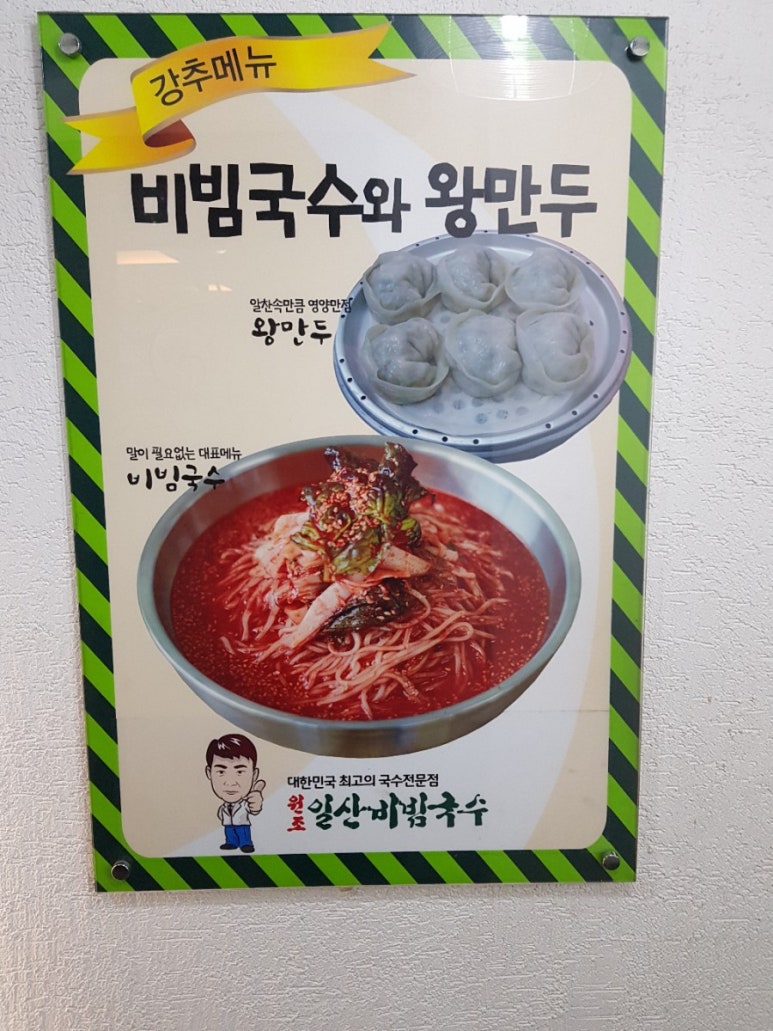 강추메뉴
비빔국수와 왕만두
알찬속만큼 영양만점
왕만두
말이 필요없는 대표메뉴
비빔국수
대한민국 최고의 국수전문점
원조 일산비빔국수